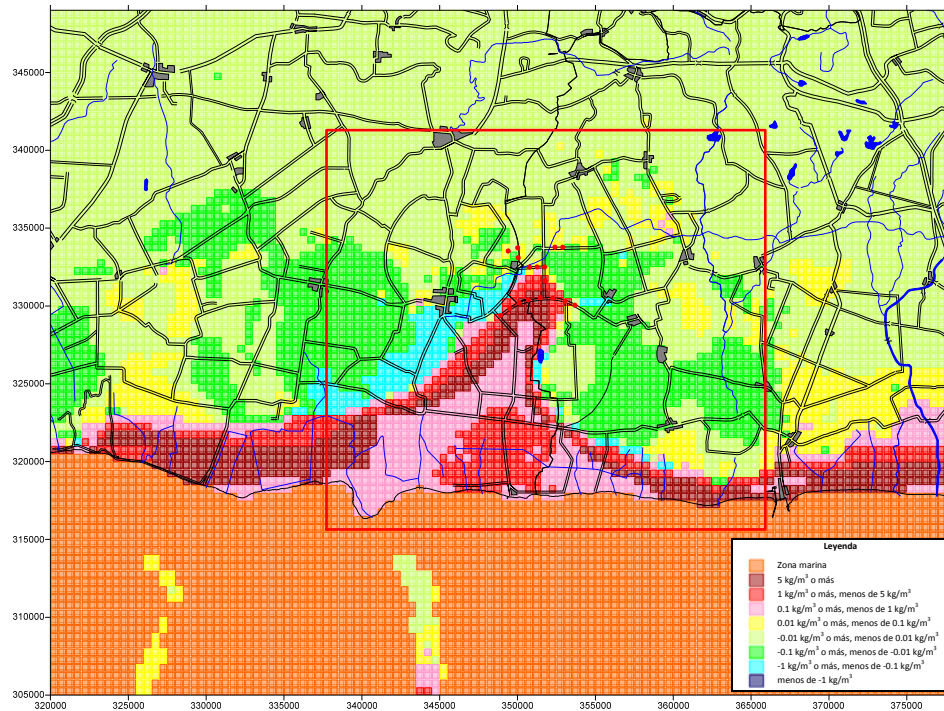 345000
340000
335000
330000
325000
320000
315000
310000
305000
320000 325000 330000 335000 340000 345000 350000 355000 360000 365000 370000 375000
Leyenda
Zona marina
5 kg/m³ o más
1 kg/m³ o más, menos de 5 kg/m³
0.1 kg/m³ o más, menos de 1 kg/m³
0.01 kg/m³ o más, menos de 0.1 kg/m³
-0.01 kg/m³ o más, menos de 0.01 kg/m³
-0.1 kg/m³ o más, menos de -0.01 kg/m³
-1 kg/m³ o más, menos de -0.1 kg/m³
menos de -1 kg/m³